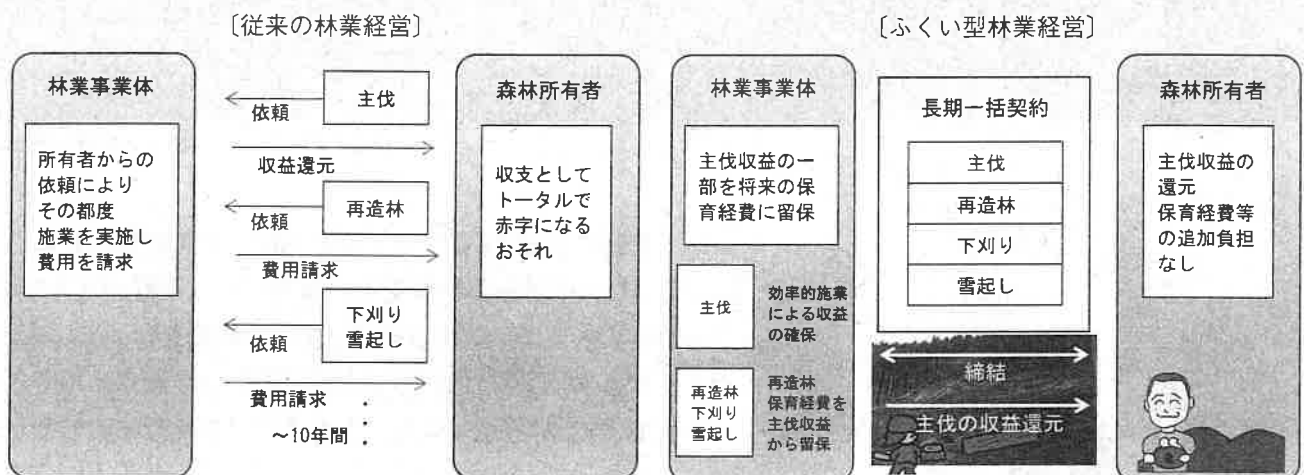 〔従来の林業経営〕
林業事業体
所有者からの
依頼により
その都度
施業を実施し
費用を請求
主伐
依頼
収益還元
再造林
依頼
費用請求
下刈り
雪起し
依頼
費用請求
〜10年間
森林所有者
収支として
トータルで
赤字になる
おそれ
〔ふくい型林業経営〕
林業事業体
主伐収益の一
部を将来の保
育経費に留保
主伐
効率的施業
による収益
の確保
再造林
下刈り
雪起し
再造林
保育経費を
主伐収益
から留保
長期一括契約
主伐
再造林
下刈り
雪起し
締結
主伐の収益還元
森林所有者
主伐収益の
還元
保育経費等
の追加負担
なし